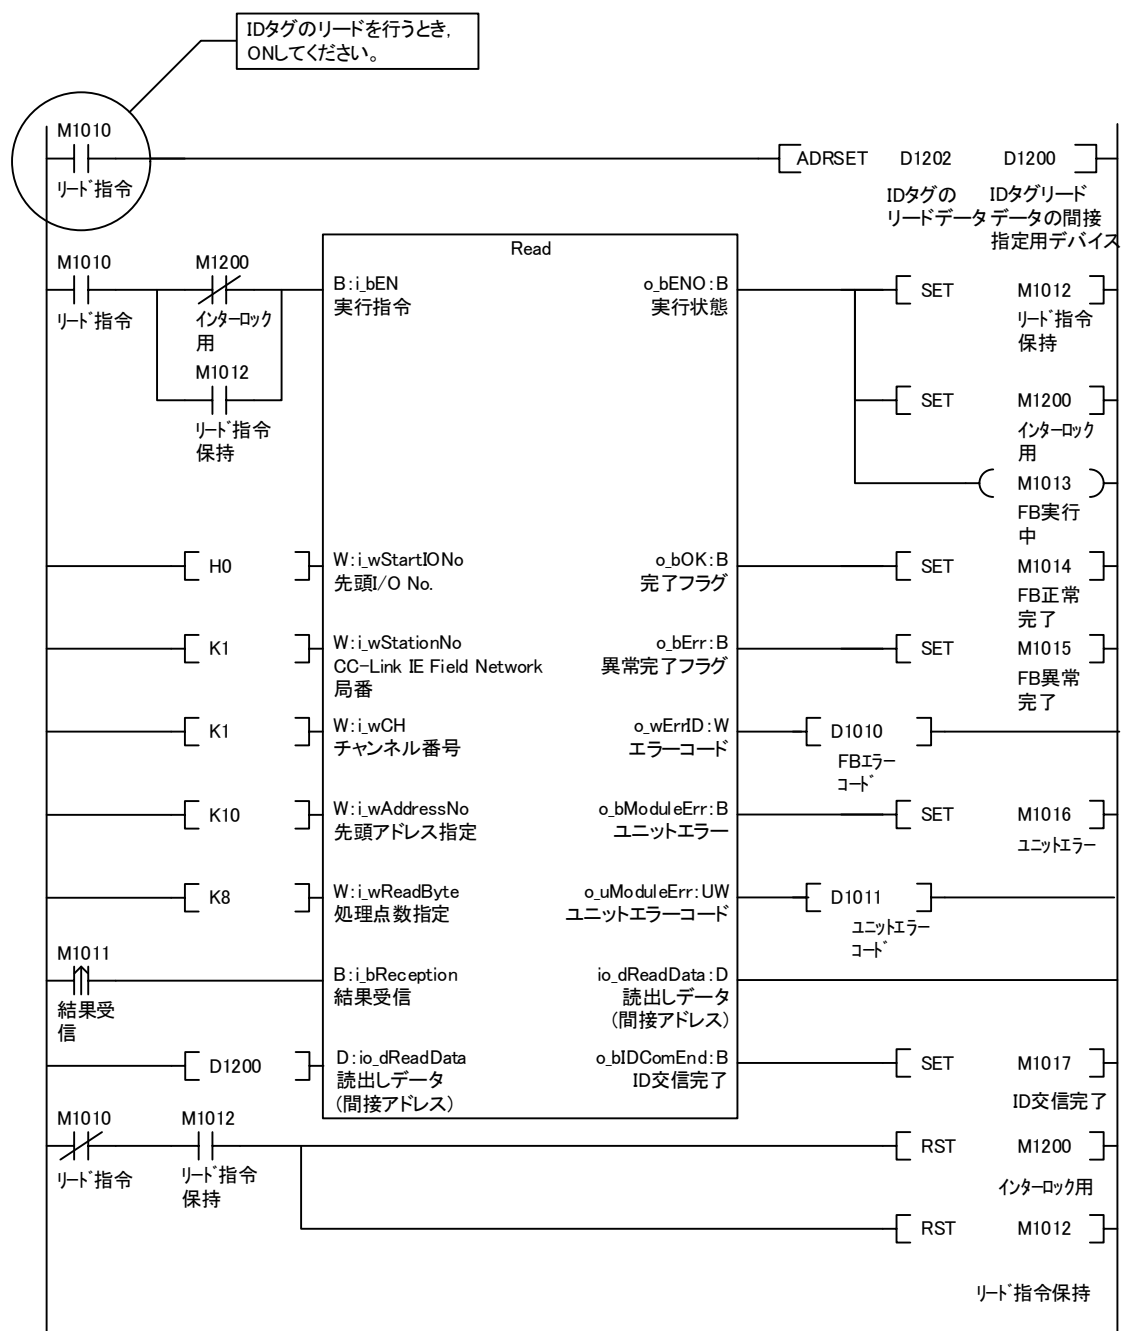 IDタグのリードを行うとき,
ONしてください。
M1010
リード指令
ADRSET D1202 D1200
IDタグの
リードデータ
IDタグリード
データの間接
指定用デバイス
Read
M1010
リード指令
M1200
インターロック
用
M1012
リード指令
保持
B:i_bEN
実行指令
o_bENO:B
実行状態
SET M1012
リード指令
保持
SET M1200
インターロック
用
M1013
FB実行
中
H0
W:i_wStartIONo
先頭I/O No.
o_bOK:B
完了フラグ
SET M1014
FB正常
完了
K1
W:i_wStationNo
CC-Link IE Field Network
局番
o_bErr:B
異常完了フラグ
SET M1015
FB異常
完了
K1
W:i_wCH
チャンネル番号
o_wErrID:W
エラーコード
D1010
FBエラー
コード
K10
W:i_wAddressNo
先頭アドレス指定
o_bModuleErr:B
ユニットエラー
SET M1016
ユニットエラー
K8
W:i_wReadByte
処理点数指定
o_uModuleErr:UW
ユニットエラーコード
D1011
ユニットエラー
コード
M1011
結果受
信
B:i_bReception
結果受信
io_dReadData:D
読出しデータ
(間接アドレス)
D1200
D:io_dReadData
読出しデータ
(間接アドレス)
o_bIDComEnd:B
ID交信完了
SET M1017
ID交信完了
M1010
リード指令
M1012
リード指令
保持
RST M1200
インターロック用
RST M1012
リード指令保持